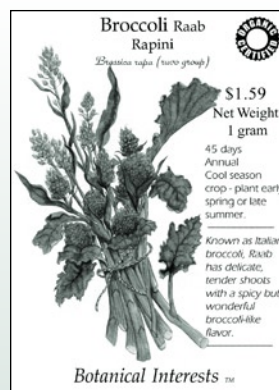 Broccoli Raab
Rapini
Brassica rapa (ruvo group)
ORGANIC
CERTIFIED
$1.59
Net Weight
1 gram
45 days
Annual
Cool season
crop - plant early
spring or late
summer.
Known as Italian
broccoli, Raab
has delicate,
tender shoots
with a spicy but
wonderful
broccoli-like
flavor.
Botanical Interests TM